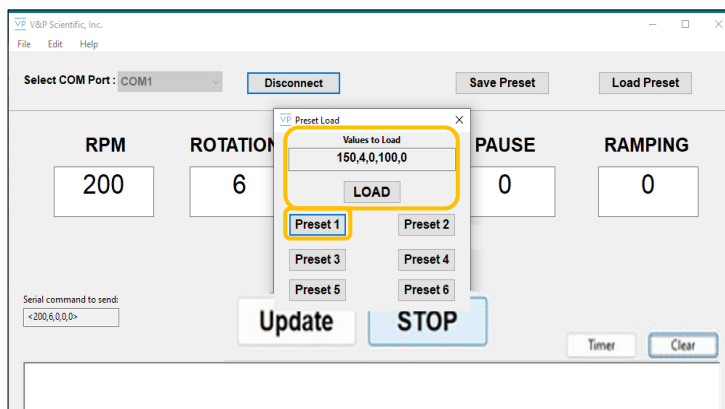 VP V&P Scientific, Inc.
File Edit Help
Select COM Port : COM1
Disconnect
Save Preset
Load Preset
VP Preset Load
Values to Load
150,4,0,100,0
LOAD
Preset 1 Preset 2
Preset 3 Preset 4
Preset 5 Preset 6
RPM ROTATION PAUSE RAMPING
200 6 0 0
Serial command to send:
<200,6,0,0,0>
Update STOP
Timer Clear